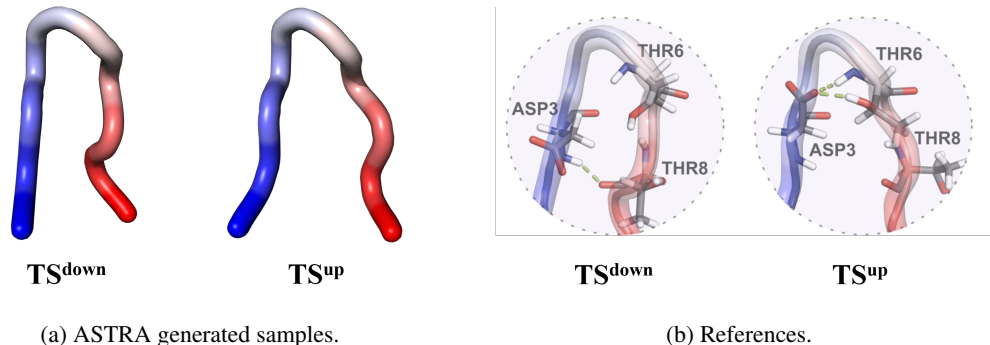 THR6
ASP3
THR8
THR6
ASP3
THR8
TSdown
TSup
TSdown
TSup
(a) ASTRA generated samples.
(b) References.